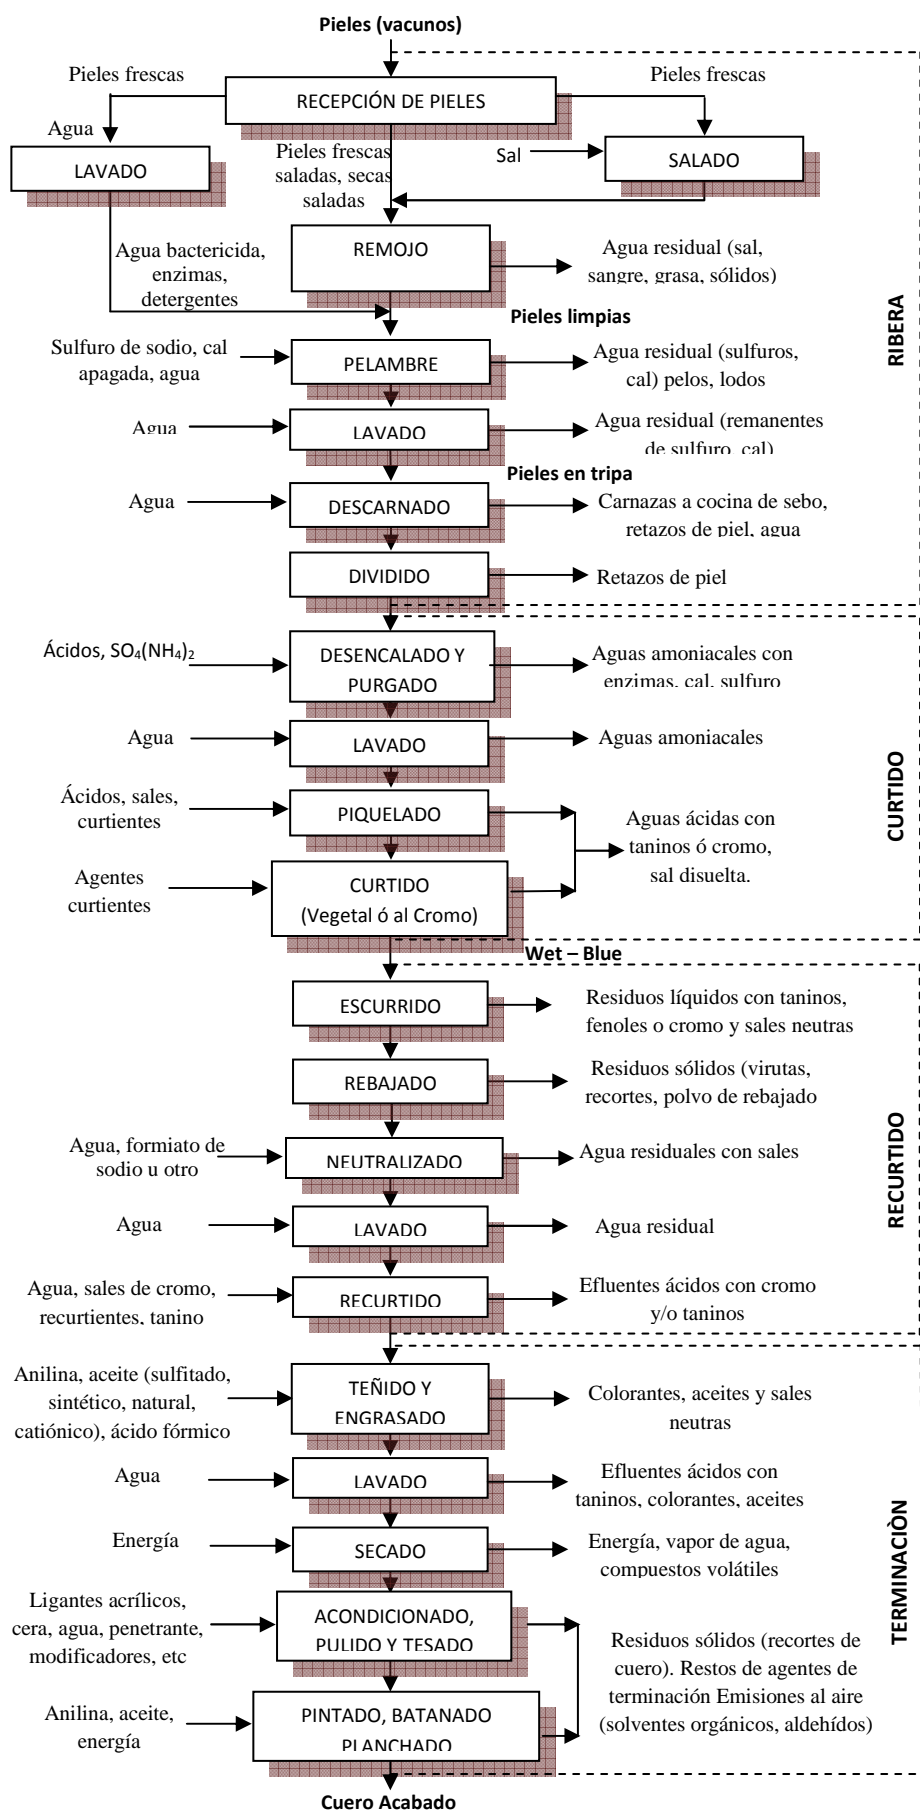 Pieles (vacunos)
Pieles frescas
Pieles frescas
RECEPCIÓN DE PIELES
Agua
LAVADO
Pieles frescas
saladas, secas
saladas
Sal
SALADO
REMOJO
Agua bactericida,
enzimas,
detergentes
Agua residual (sal,
sangre, grasa, sólidos)
Pieles limpias
RIBERA
Sulfuro de sodio, cal
apagada, agua
PELAMBRE
Agua residual (sulfuros,
cal) pelos, lodos
Agua
LAVADO
Agua residual (remanentes
de sulfuro, cal)
Pieles en tripa
Agua
DESCARNADO
Carnazas a cocina de sebo,
retazos de piel, agua
DIVIDIDO
Retazos de piel
Ácidos, SO₄(NH₄)₂
DESENCALADO Y
PURGADO
Aguas amoniacales con
enzimas, cal, sulfuro
Agua
LAVADO
Aguas amoniacales
CURTIDO
Ácidos, sales,
curtientes
PIQUELADO
Aguas ácidas con
taninos ó cromo,
sal disuelta.
Agentes
curtientes
CURTIDO
(Vegetal ó al Cromo)
Wet – Blue
ESCURRIDO
Residuos líquidos con taninos,
fenoles o cromo y sales neutras
REBAJADO
Residuos sólidos (virutas,
recortes, polvo de rebajado
RECURTIDO
Agua, formiato de
sodio u otro
NEUTRALIZADO
Agua residuales con sales
Agua
LAVADO
Agua residual
Agua, sales de cromo,
recurtientes, tanino
RECURTIDO
Efluentes ácidos con cromo
y/o taninos
Anilina, aceite (sulfitado,
sintético, natural,
catiónico), ácido fórmico
TEÑIDO Y
ENGRASADO
Colorantes, aceites y sales
neutras
Agua
LAVADO
Efluentes ácidos con
taninos, colorantes, aceites
TERMINACIÒN
Energía
SECADO
Energía, vapor de agua,
compuestos volátiles
Ligantes acrílicos,
cera, agua, penetrante,
modificadores, etc
ACONDICIONADO,
PULIDO Y TESADO
Residuos sólidos (recortes de
cuero). Restos de agentes de
terminación Emisiones al aire
(solventes orgánicos, aldehídos)
Anilina, aceite,
energía
PINTADO, BATANADO
PLANCHADO
Cuero Acabado